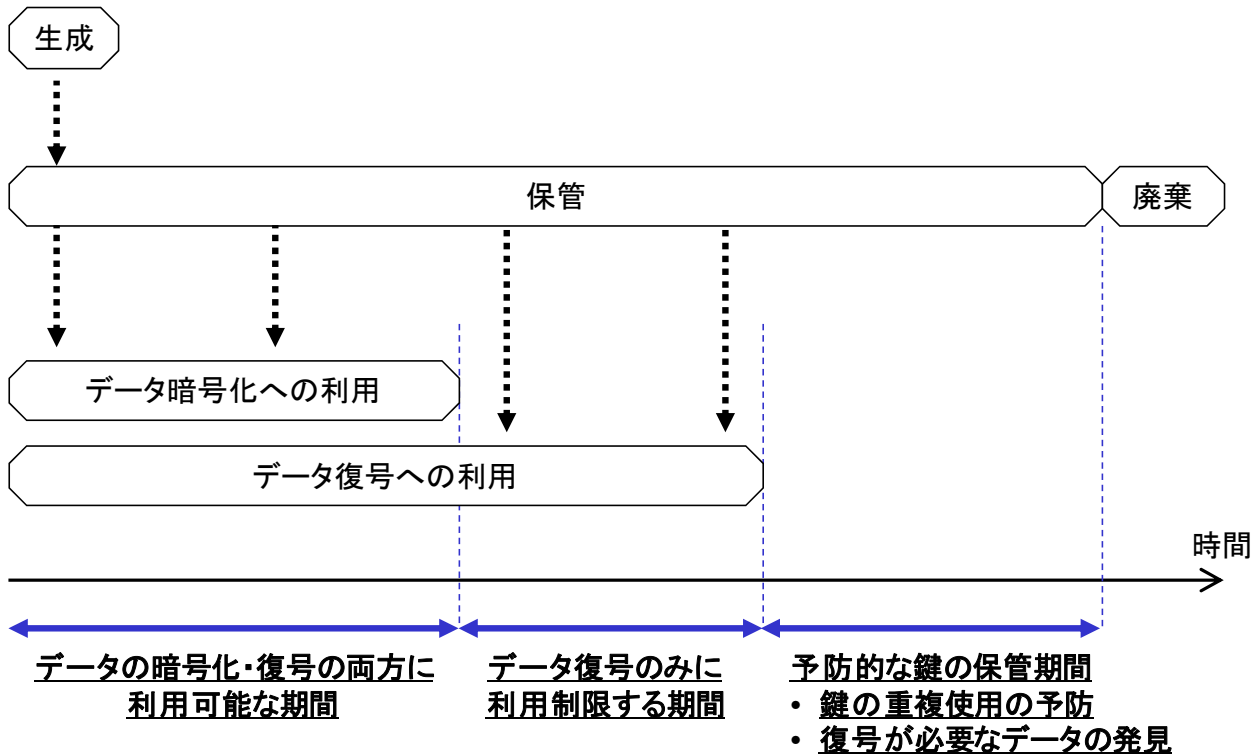 生成
保管
廃棄
データ暗号化への利用
データ復号への利用
時間
データの暗号化・復号の両方に
利用可能な期間
データ復号のみに
利用制限する期間
予防的な鍵の保管期間
• 鍵の重複使用の予防
• 復号が必要なデータの発見